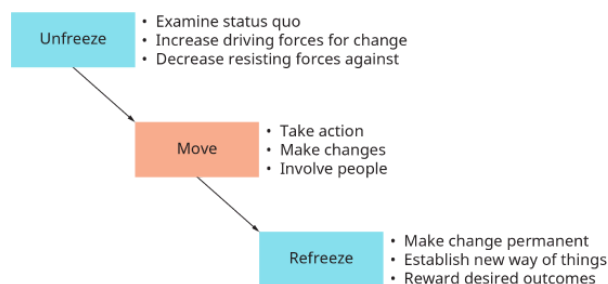 Unfreeze
• Examine status quo
• Increase driving forces for change
• Decrease resisting forces against
Move
• Take action
• Make changes
• Involve people
Refreeze
• Make change permanent
• Establish new way of things
• Reward desired outcomes